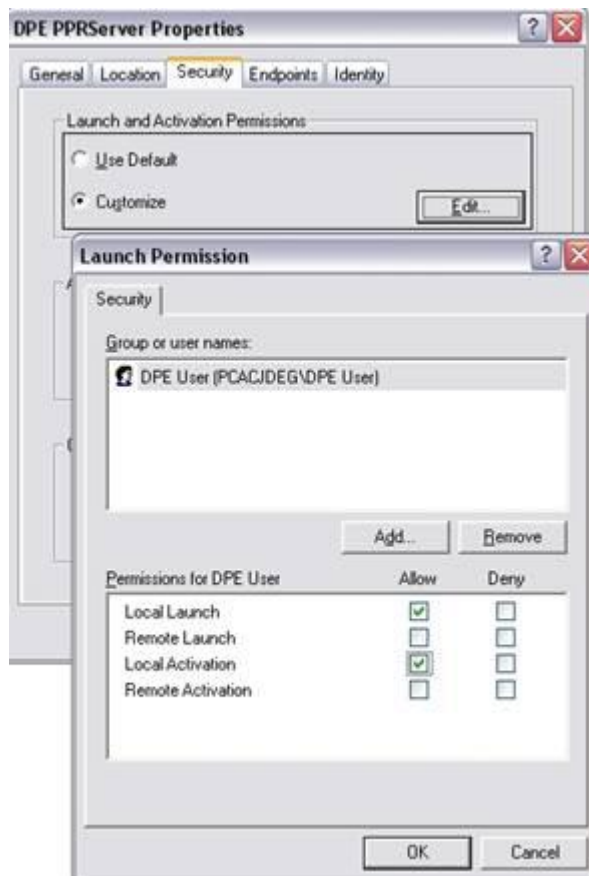 DPE PPRServer Properties
General Location Security Endpoints Identity
Launch and Activation Permissions
Use Default
Customize
Edit...
Launch Permission
Security
Group or user names:
DPE User (PCACJDEG\DPE User)
Add... Remove
Permissions for DPE User Allow Deny
Local Launch
Remote Launch
Local Activation
Remote Activation
OK Cancel